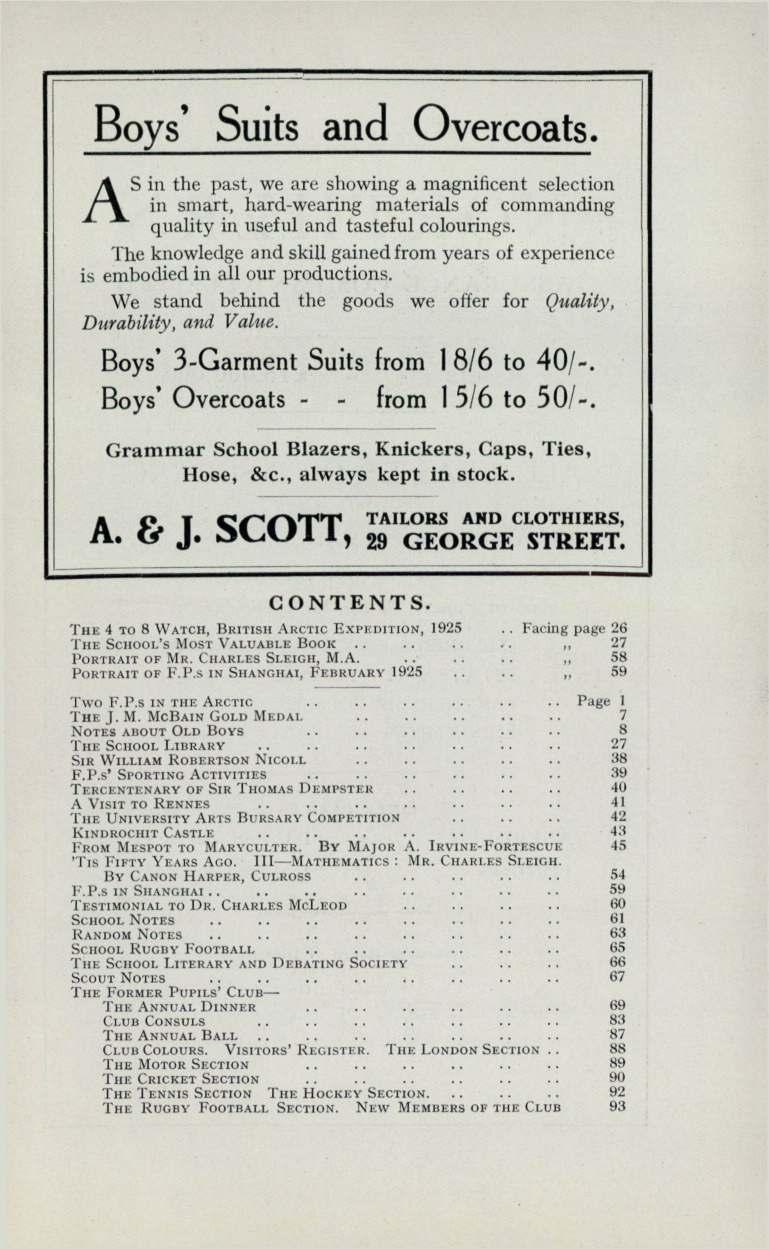 Boys' Suits and Overcoats.
AS in the past, we are showing a magnificent selection
in smart, hard-wearing materials of commanding
quality in useful and tasteful colourings.
The knowledge and skill gained from years of experience
is embodied in all our productions.
We stand behind the goods we offer for Quality,
Durability, and Value.
Boys' 3-Garment Suits from 18/6 to 40/-.
Boys' Overcoats - - from 15/6 to 50/-.
Grammar School Blazers, Knickers, Caps, Ties,
Hose, &c., always kept in stock.
A. & J. SCOTT, TAILORS AND CLOTHIERS,
29 GEORGE STREET.
CONTENTS.
THE 4 TO 8 WATCH, BRITISH ARCTIC EXPEDITION, 1925 .. Facing page 26
THE SCHOOL'S MOST VALUABLE BOOK .. .. .. .. ,, 27
PORTRAIT OF MR. CHARLES SLEIGH, M.A. .. .. .. ,, 58
PORTRAIT OF F.P.S IN SHANGHAI, FEBRUARY 1925 .. .. ,, 59
TWO F.P.S IN THE ARCTIC .. .. .. .. .. .. Page 1
THE J. M. MCBAIN GOLD MEDAL .. .. .. .. .. 7
NOTES ABOUT OLD BOYS .. .. .. .. .. .. 8
THE SCHOOL LIBRARY .. .. .. .. .. .. .. 27
SIR WILLIAM ROBERTSON NICOLL .. .. .. .. .. 38
F.P.S' SPORTING ACTIVITIES .. .. .. .. .. .. 39
TERCENTENARY OF SIR THOMAS DEMPSTER .. .. .. .. 40
A VISIT TO RENNES .. .. .. .. .. .. .. 41
THE UNIVERSITY ARTS BURSARY COMPETITION .. .. .. 42
KINDROCHIT CASTLE .. .. .. .. .. .. .. 43
FROM MESPOT TO MARYCULTER. BY MAJOR A. IRVINE-FORTESCUE 45
'TIS FIFTY YEARS AGO. III—MATHEMATICS : MR. CHARLES SLEIGH.
BY CANON HARPER, CULROSS .. .. .. .. .. 54
F.P.S IN SHANGHAI .. .. .. .. .. .. .. .. 59
TESTIMONIAL TO DR. CHARLES MCLEOD .. .. .. .. 60
SCHOOL NOTES .. .. .. .. .. .. .. .. 61
RANDOM NOTES .. .. .. .. .. .. .. .. 63
SCHOOL RUGBY FOOTBALL .. .. .. .. .. .. 65
THE SCHOOL LITERARY AND DEBATING SOCIETY .. .. .. 66
SCOUT NOTES .. .. .. .. .. .. .. .. 67
THE FORMER PUPILS' CLUB—
THE ANNUAL DINNER .. .. .. .. .. .. 69
CLUB CONSULS .. .. .. .. .. .. .. 83
THE ANNUAL BALL .. .. .. .. .. .. .. 87
CLUB COLOURS. VISITORS' REGISTER. THE LONDON SECTION .. 88
THE MOTOR SECTION .. .. .. .. .. .. 89
THE CRICKET SECTION .. .. .. .. .. .. 90
THE TENNIS SECTION THE HOCKEY SECTION. .. .. .. 92
THE RUGBY FOOTBALL SECTION. NEW MEMBERS OF THE CLUB 93